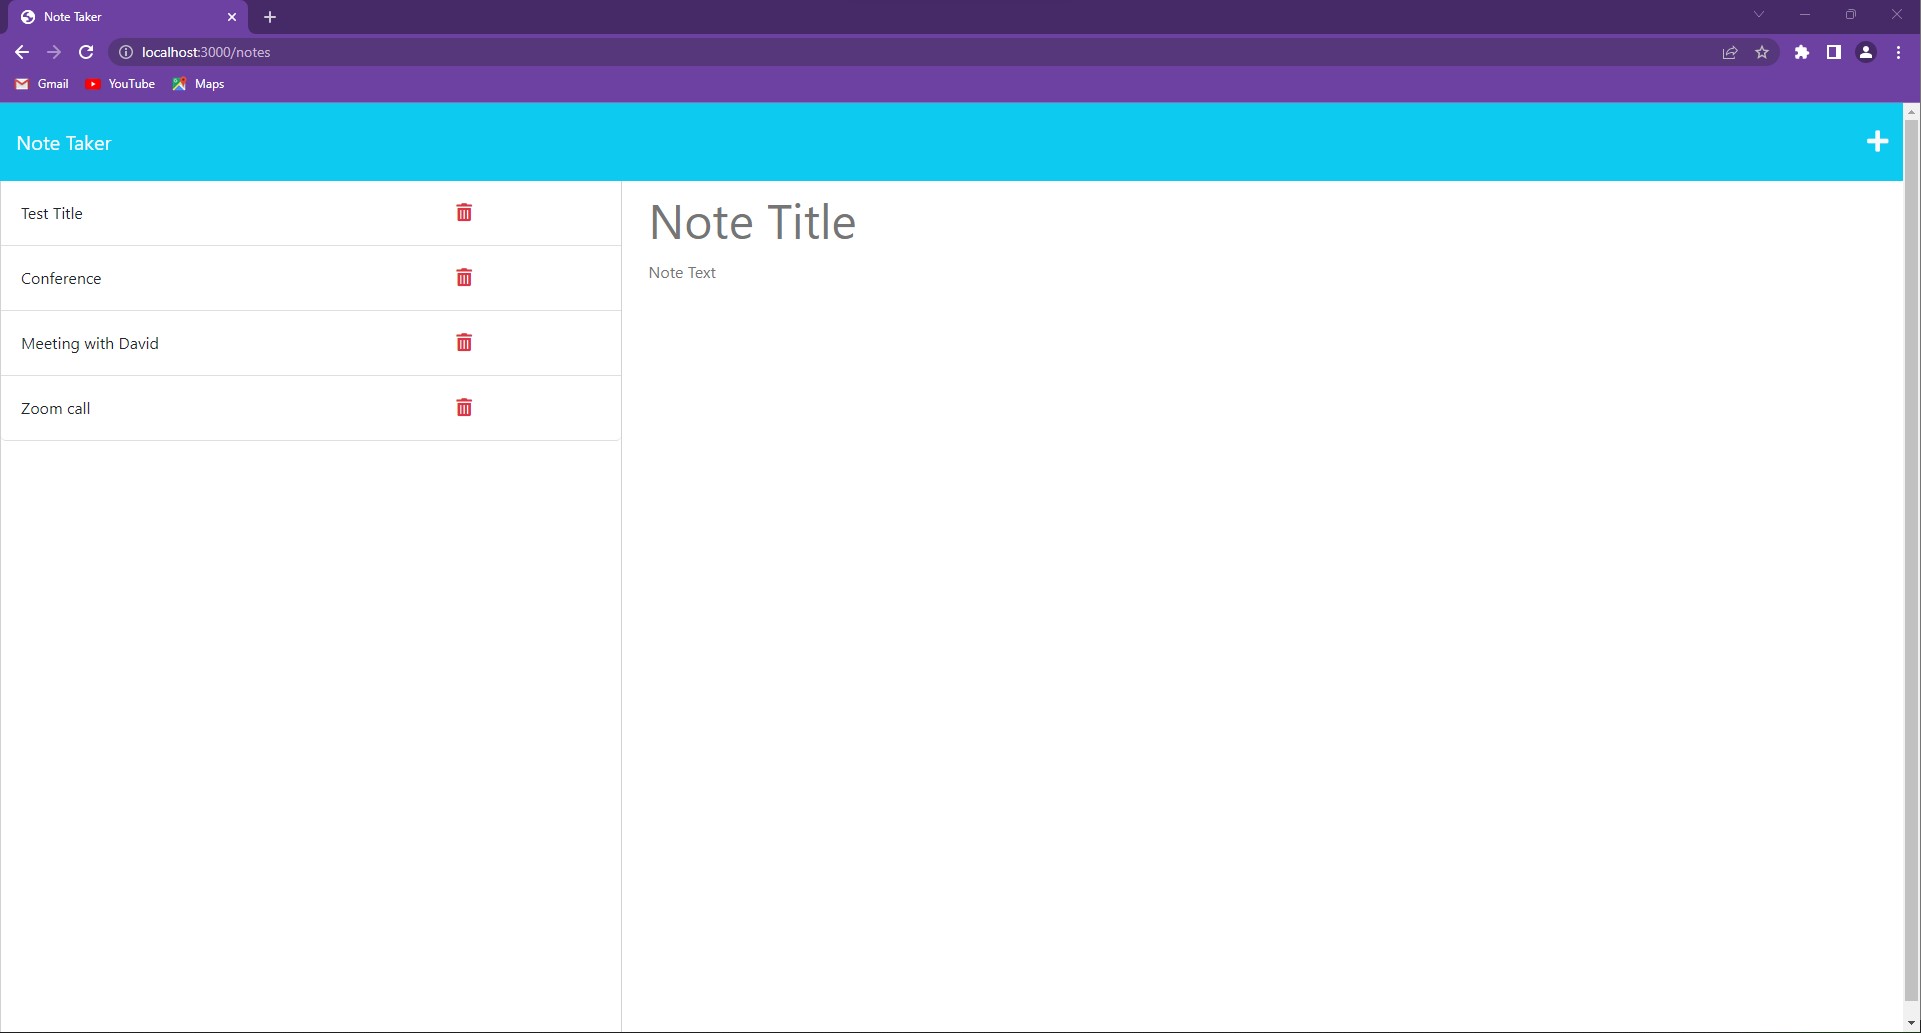 Note Taker
localhost:3000/notes
Gmail YouTube Maps
Note Taker
Test Title
Conference
Meeting with David
Zoom call
Note Title
Note Text